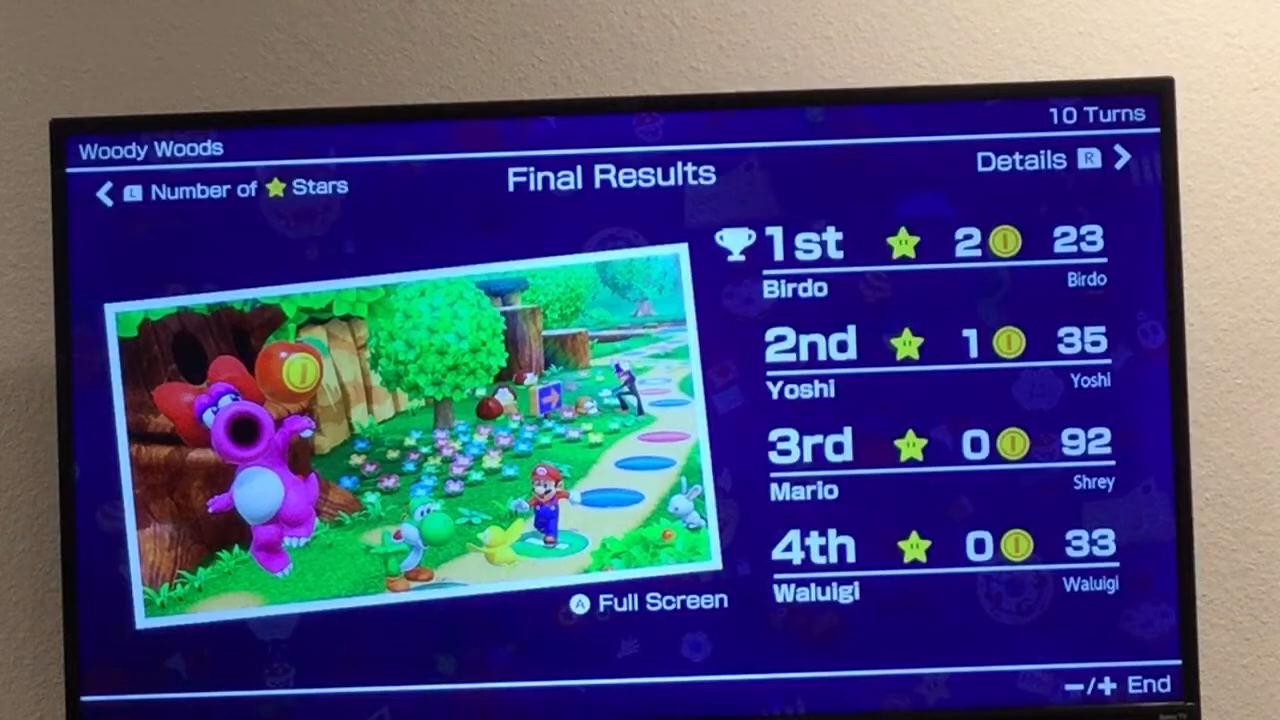 Woody Woods
10 Turns
L Number of Stars
Final Results
Details R
1st 2 23
Birdo Birdo
2nd 1 35
Yoshi Yoshi
3rd 0 92
Mario Shrey
4th 0 33
Waluigi Waluigi
A Full Screen
−/+ End